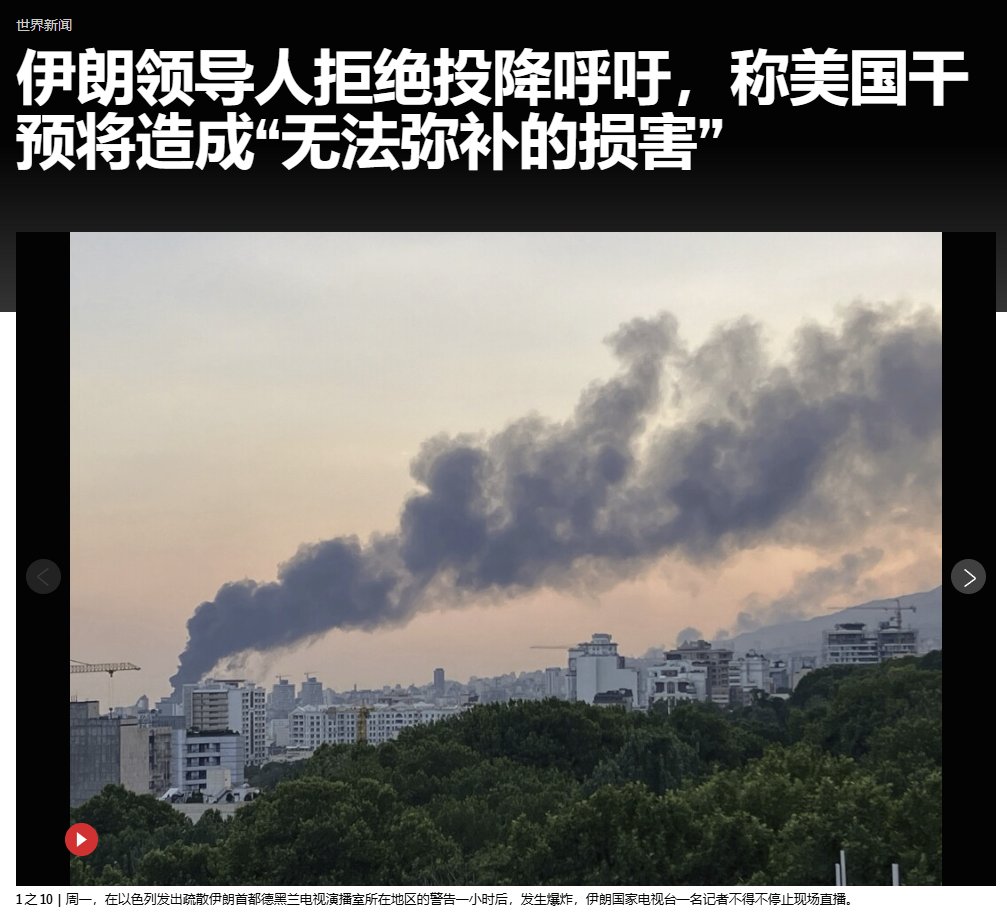 世界新闻
伊朗领导人拒绝投降呼吁，称美国干
预将造成“无法弥补的损害”
1 之 10 | 周一，在以色列发出疏散伊朗首都德黑兰电视演播室所在地区的警告一小时后，发生爆炸，伊朗国家电视台一名记者不得不停止现场直播。